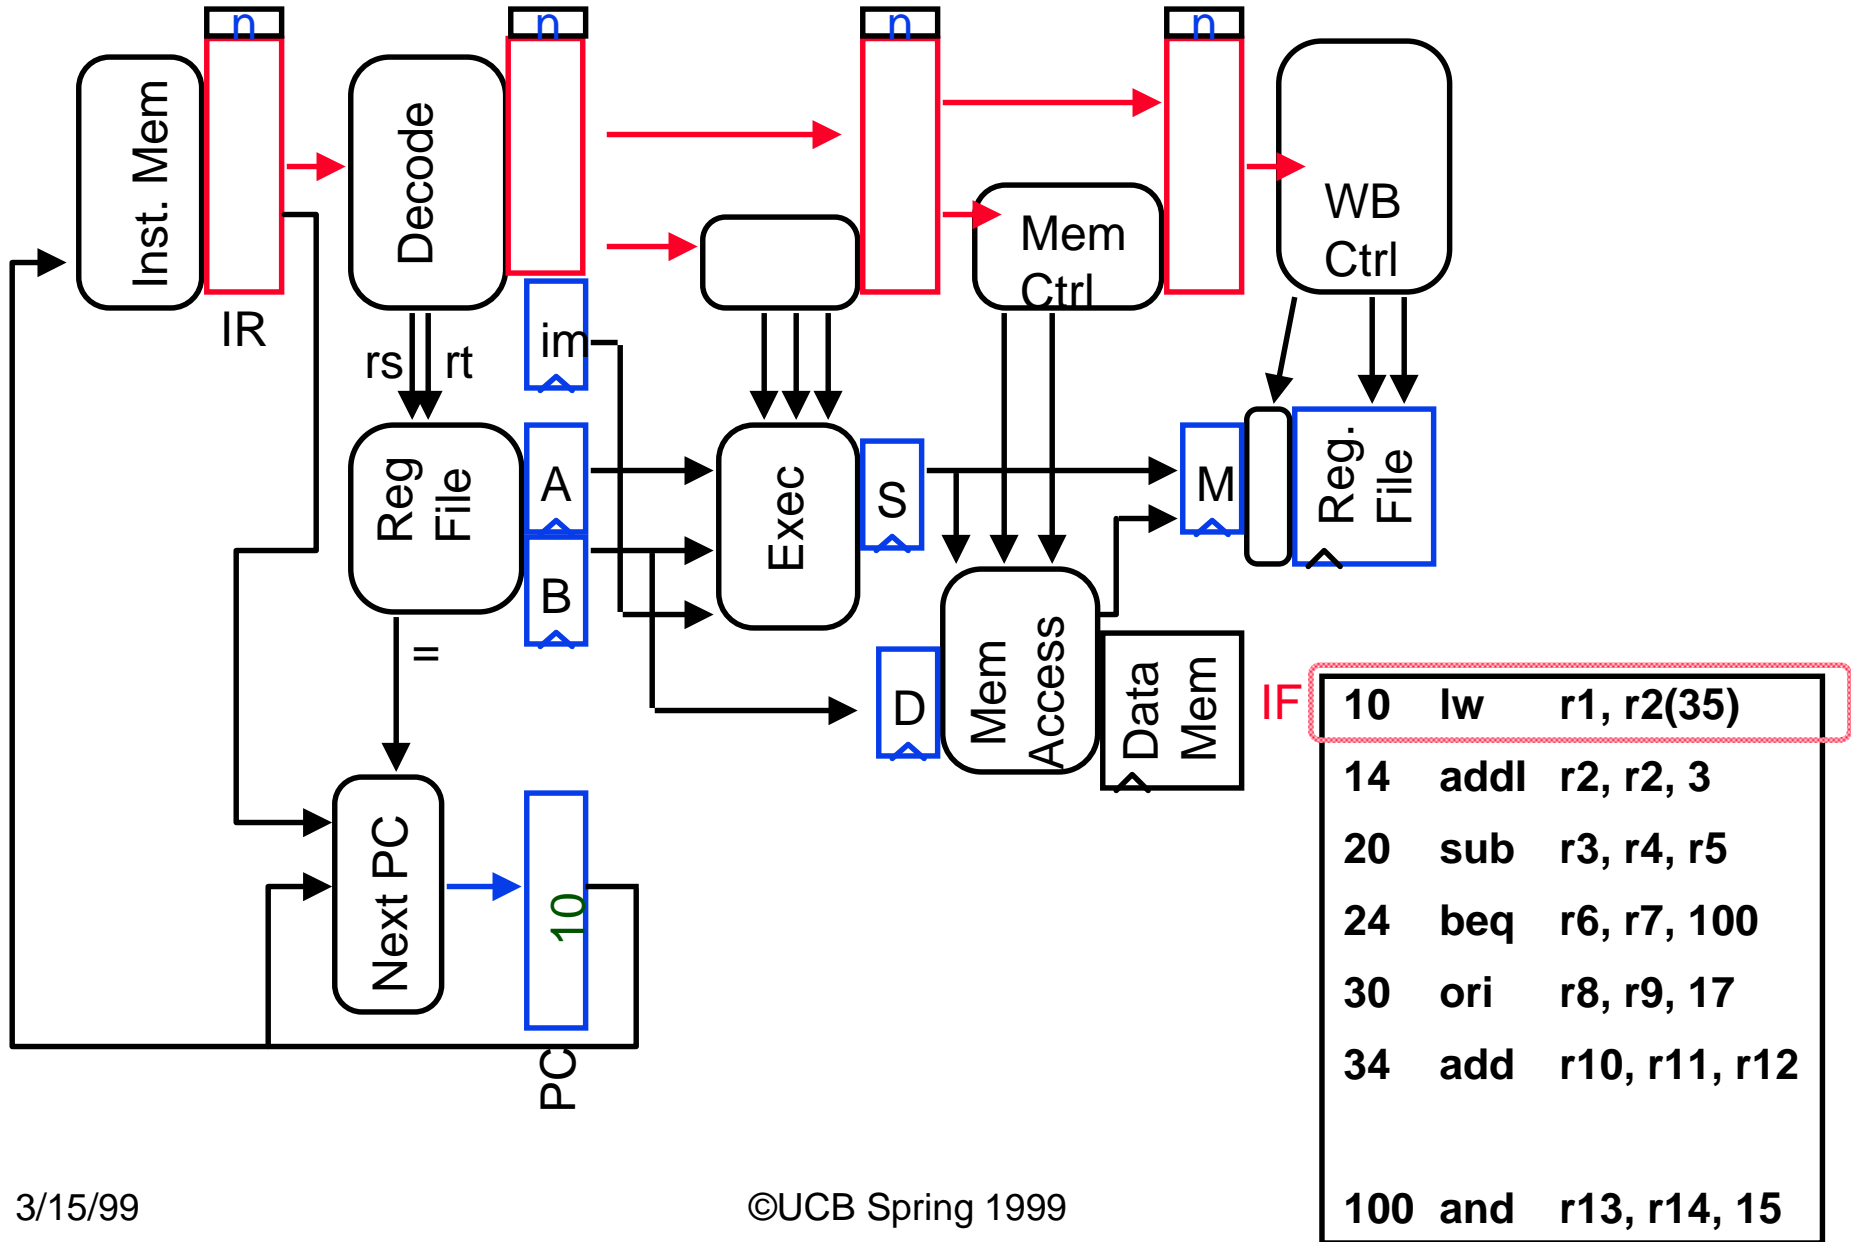 n
n
n
n
Inst. Mem
Decode
WB
Ctrl
Mem
Ctrl
IR
rs
rt
im
Reg
File
A
B
Exec
S
M
Reg.
File
=
D
Mem
Access
Data
Mem
Next PC
10
PC
IF
10 lw r1, r2(35)
14 addI r2, r2, 3
20 sub r3, r4, r5
24 beq r6, r7, 100
30 ori r8, r9, 17
34 add r10, r11, r12
100 and r13, r14, 15
3/15/99
©UCB Spring 1999